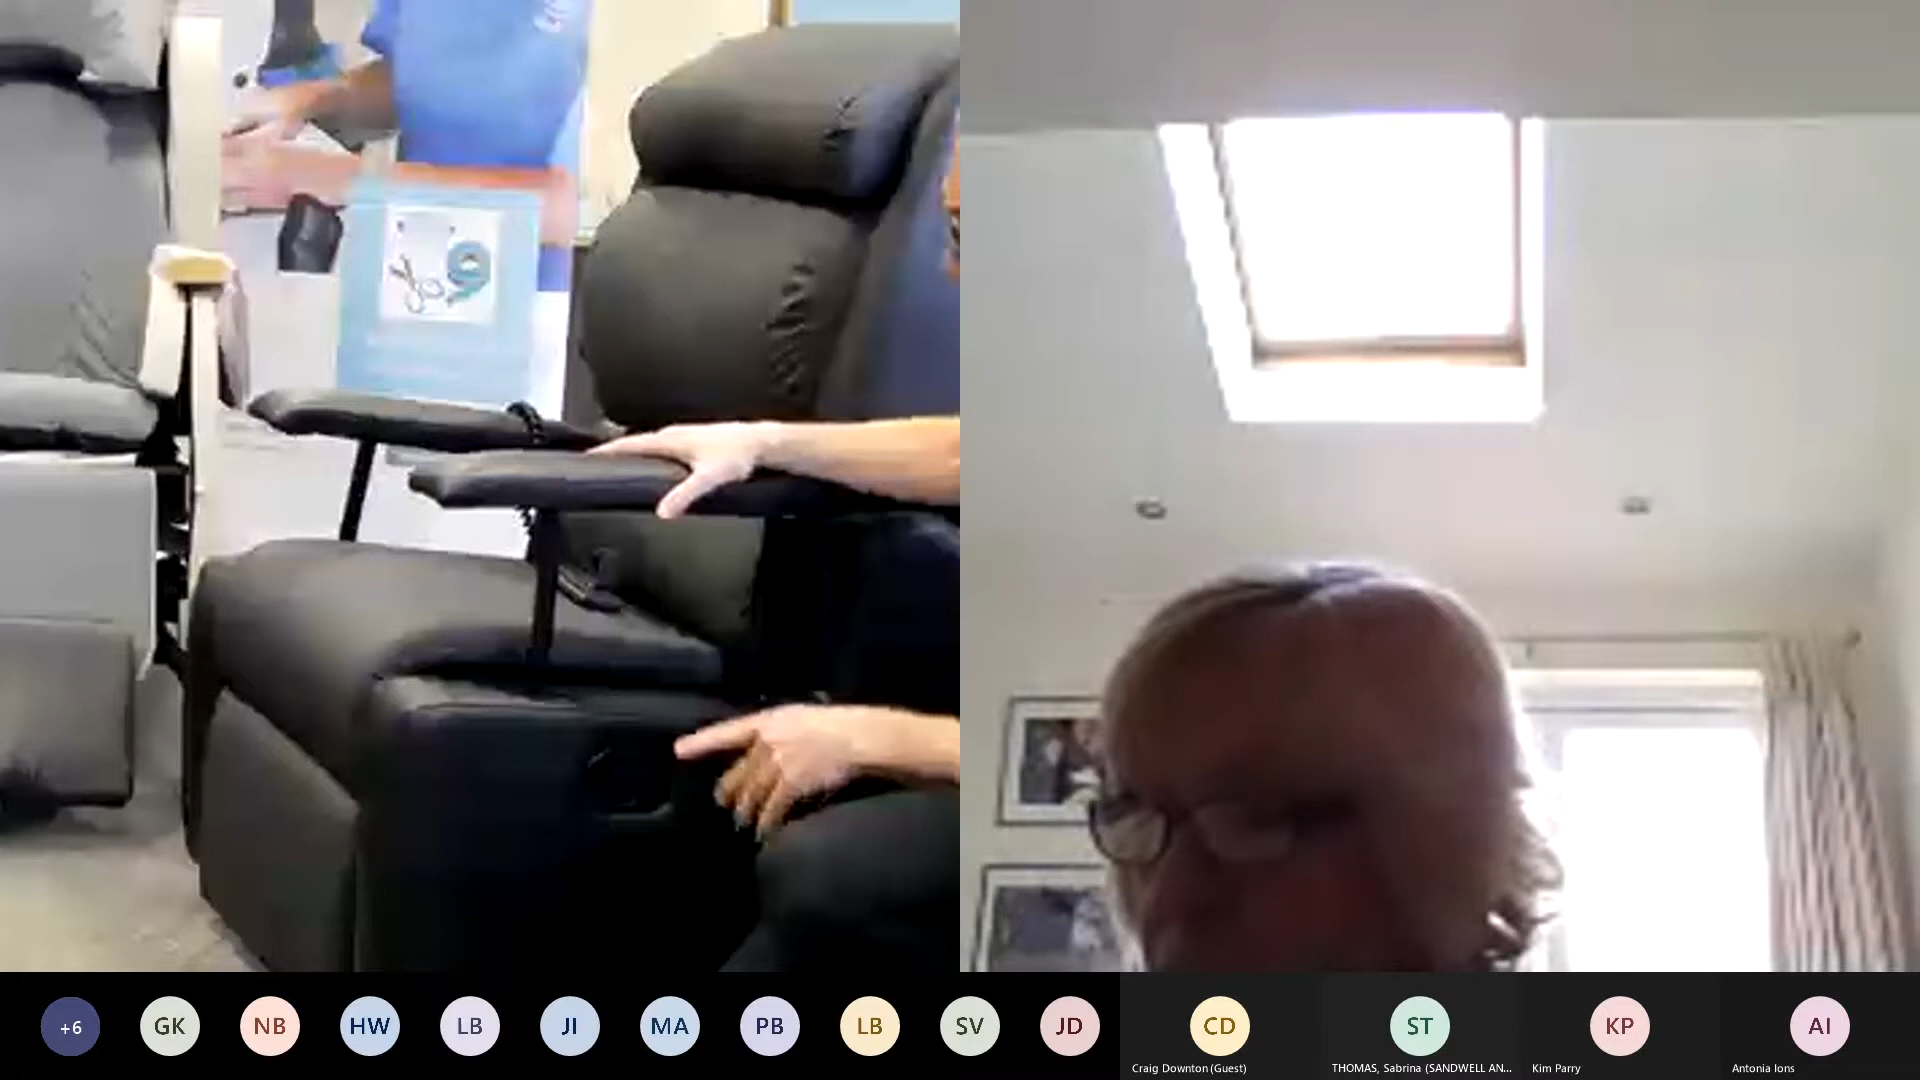 +6
GK
NB
HW
LB
JI
MA
PB
LB
SV
JD
CD
ST
KP
AI
Craig Downton (Guest)
THOMAS, Sabrina (SANDWELL AN...
Kim Parry
Antonia Ions